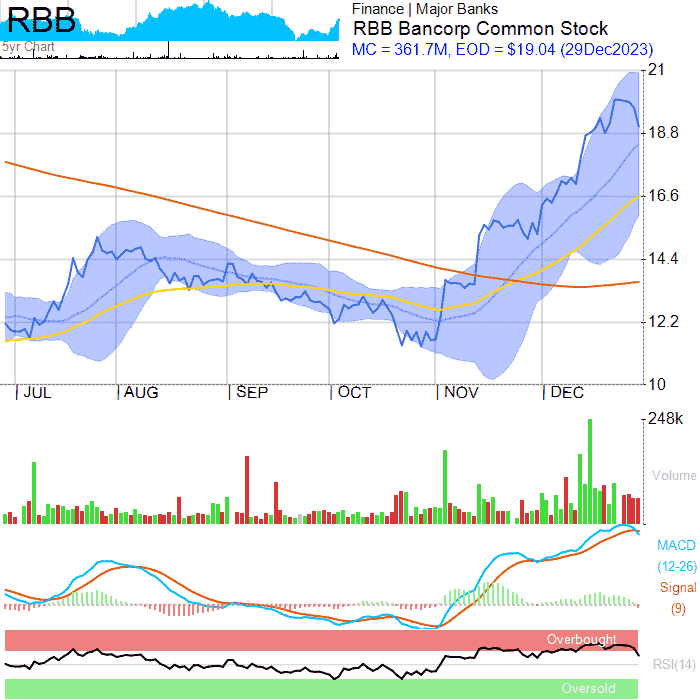 RBB
5yr Chart
Finance | Major Banks
RBB Bancorp Common Stock
MC = 361.7M, EOD = $19.04 (29Dec2023)
21
18.8
16.6
14.4
12.2
10
JUL AUG SEP OCT NOV DEC
248k
Volume
MACD
(12-26)
Signal
(9)
Overbought
RSI(14)
Oversold